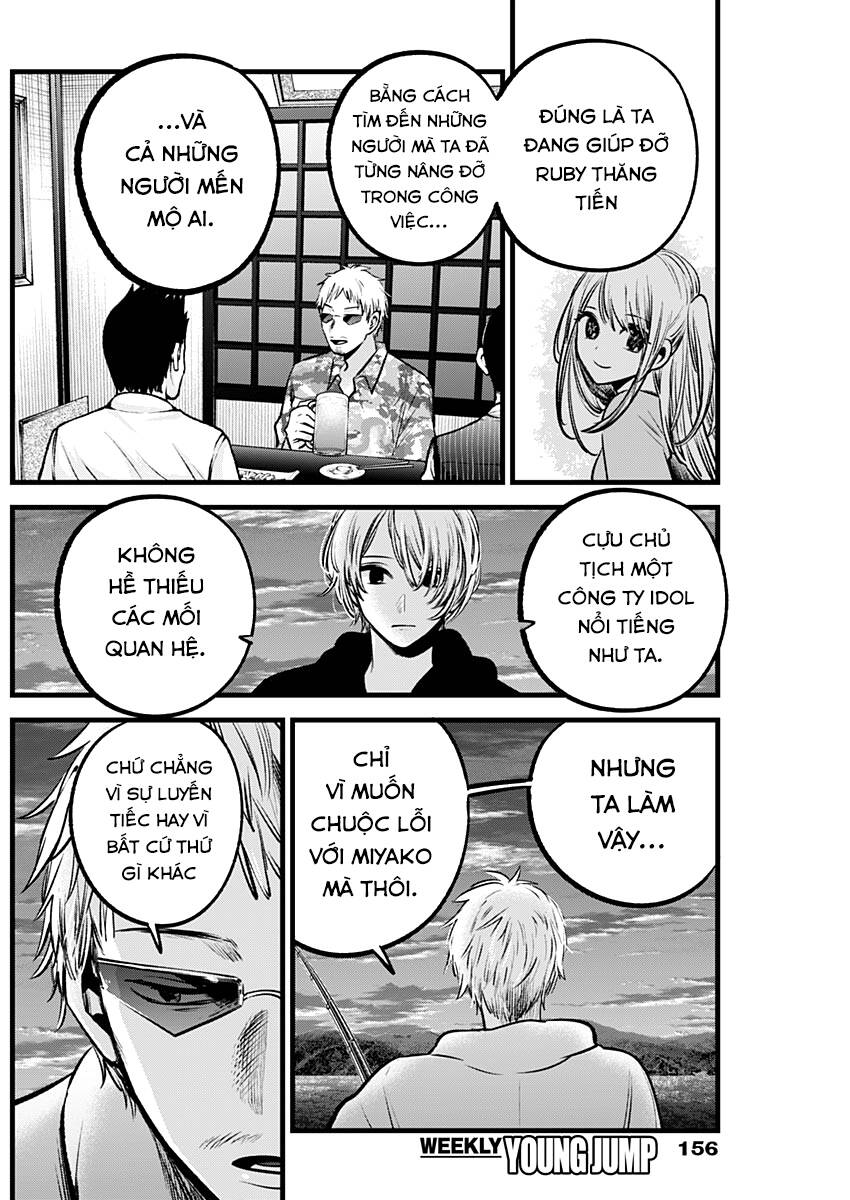 ĐÚNG LÀ TA
ĐANG GIÚP ĐỠ
RUBY THĂNG
TIẾN
BẰNG CÁCH
TÌM ĐẾN NHỮNG
NGƯỜI MÀ TA ĐÃ
TỪNG NÂNG ĐỠ
TRONG CÔNG
VIỆC...
...VÀ
CẢ NHỮNG
NGƯỜI MẾN
MỘ AI.
CỰU CHỦ
TỊCH MỘT
CÔNG TY IDOL
NỔI TIẾNG
NHƯ TA.
KHÔNG
HỀ THIẾU
CÁC MỐI
QUAN HỆ.
NHƯNG
TA LÀM
VẬY...
CHỈ
VÌ MUỐN
CHUỘC LỖI
VỚI MIYAKO
MÀ THÔI.
CHỨ CHẲNG
VÌ SỰ LUYẾN
TIẾC HAY VÌ
BẤT CỨ THỨ
GÌ KHÁC
WEEKLY YOUNG JUMP 156